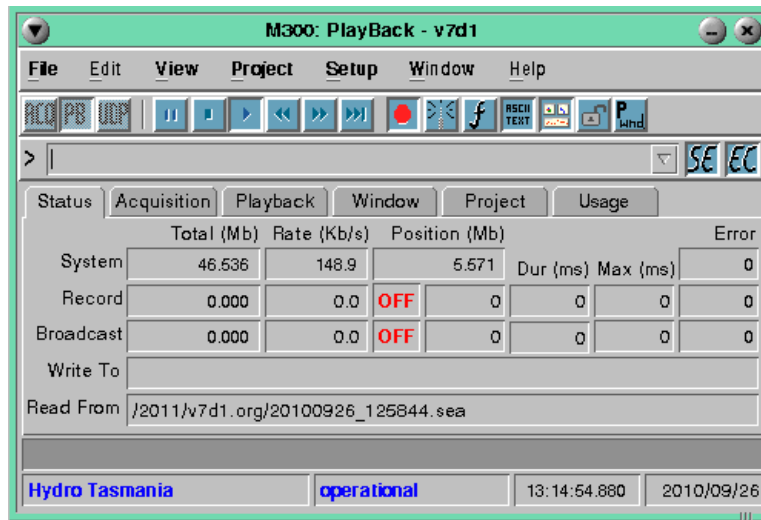 M300: PlayBack - v7d1
File Edit View Project Setup Window Help
ACQ PB UDP f ASCII TEXT P Wnd
> SE EC
Status Acquisition Playback Window Project Usage
Total (Mb) Rate (Kb/s) Position (Mb) Error
System 46.536 148.9 5.571 Dur (ms) Max (ms) 0
Record 0.000 0.0 OFF 0 0 0 0
Broadcast 0.000 0.0 OFF 0 0 0 0
Write To
Read From /2011/v7d1.org/20100926_125844.sea
Hydro Tasmania operational 13:14:54.880 2010/09/26